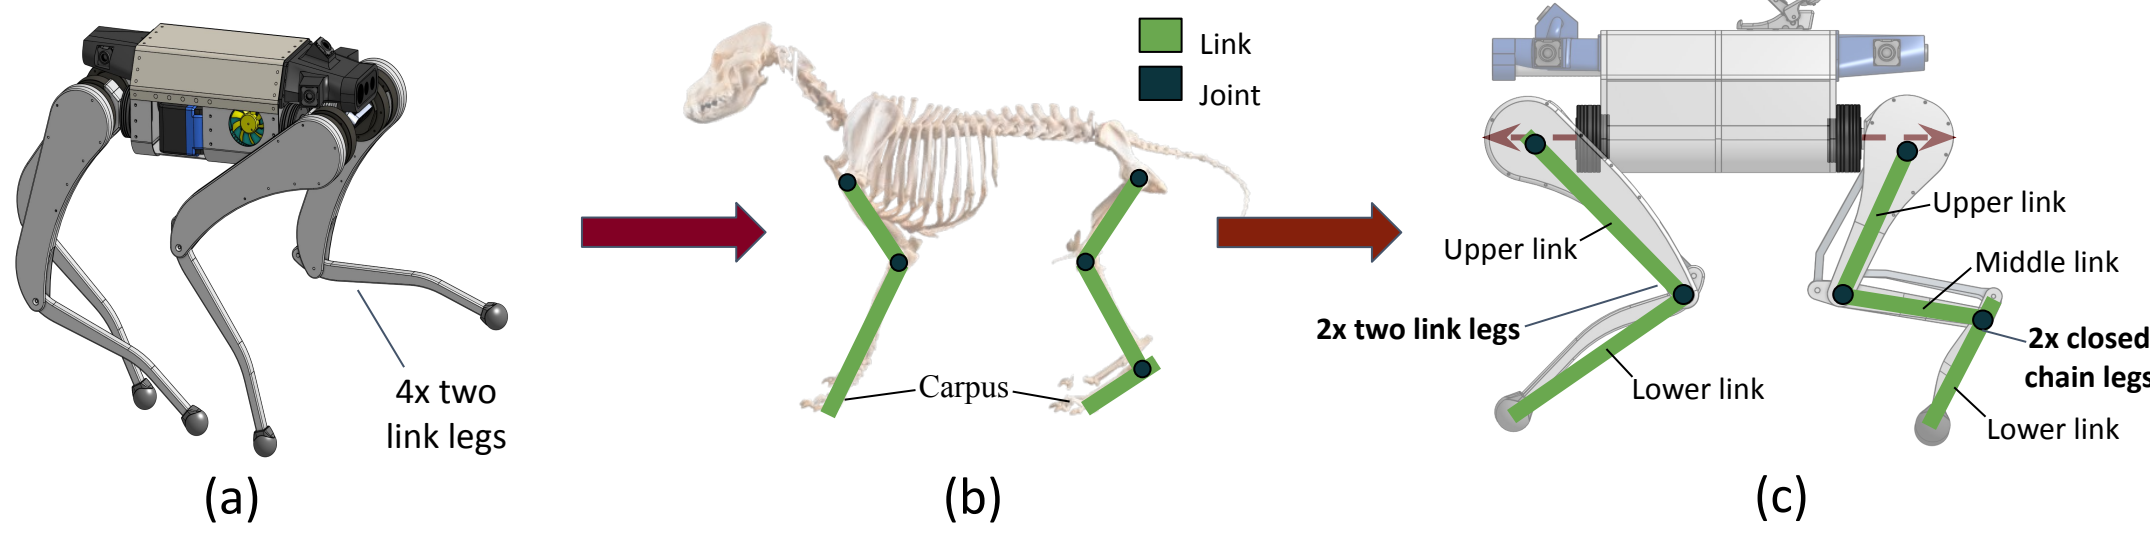 4x two
link legs
(a)
Link
Joint
Carpus
(b)
Upper link
2x two link legs
Lower link
Upper link
Middle link
2x closed
chain legs
Lower link
(c)